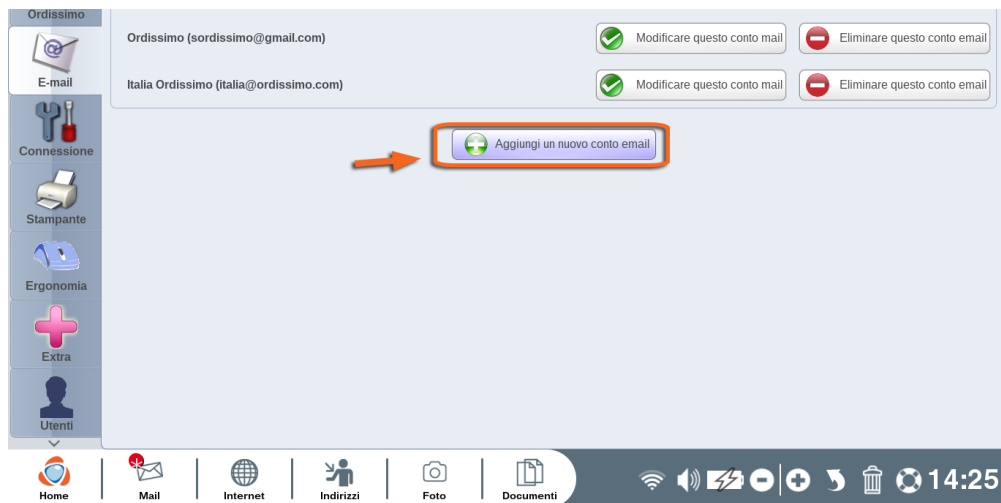 Ordissimo
E-mail
Connessione
Stampante
Ergonomia
Extra
Utenti
Ordissimo (sordissimo@gmail.com)
Modificare questo conto mail
Eliminare questo conto email
Italia Ordissimo (italia@ordissimo.com)
Modificare questo conto mail
Eliminare questo conto email
Aggiungi un nuovo conto email
Home
Mail
Internet
Indirizzi
Foto
Documenti
14:25